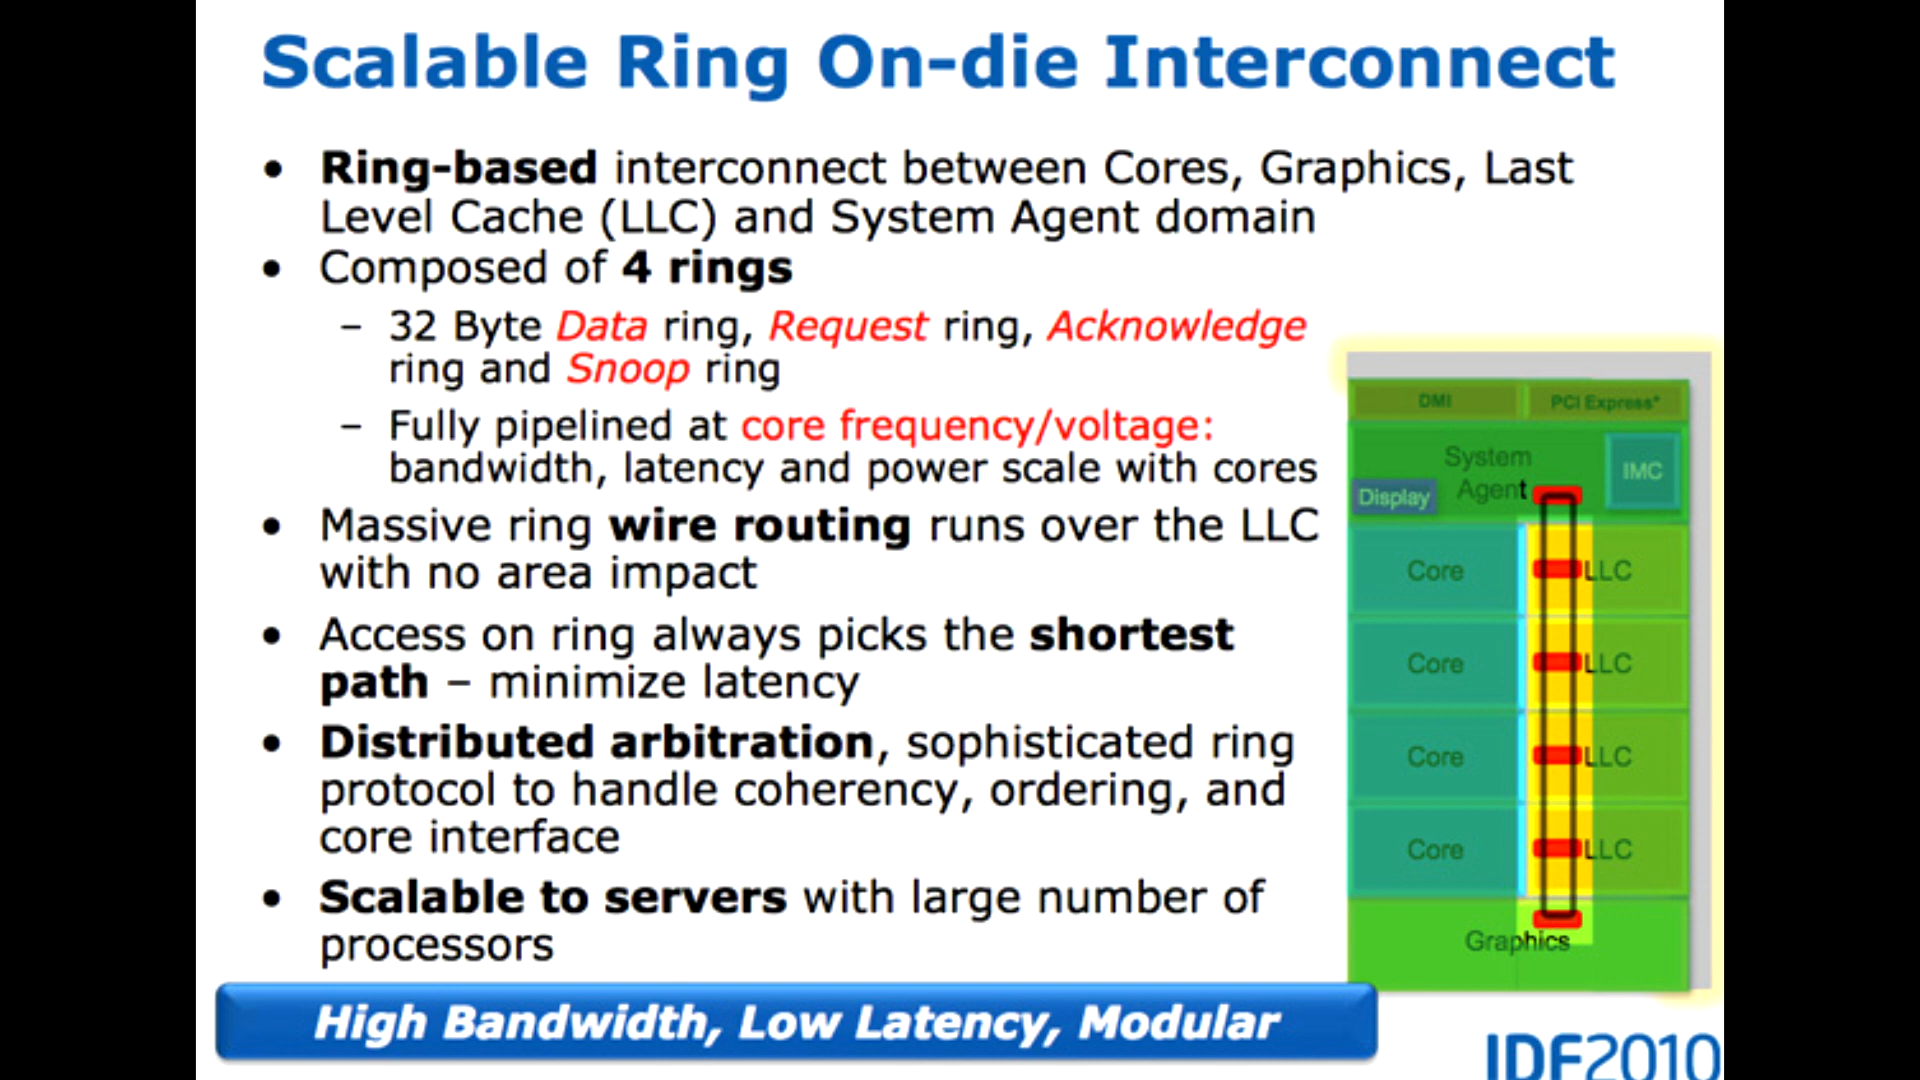 Scalable Ring On-die Interconnect
• Ring-based interconnect between Cores, Graphics, Last
Level Cache (LLC) and System Agent domain
• Composed of 4 rings
– 32 Byte Data ring, Request ring, Acknowledge
ring and Snoop ring
– Fully pipelined at core frequency/voltage:
bandwidth, latency and power scale with cores
• Massive ring wire routing runs over the LLC
with no area impact
• Access on ring always picks the shortest
path – minimize latency
• Distributed arbitration, sophisticated ring
protocol to handle coherency, ordering, and
core interface
• Scalable to servers with large number of
processors
High Bandwidth, Low Latency, Modular
DMI PCI Express*
System
Agent
IMC
Display
Core LLC
Core LLC
Core LLC
Core LLC
Graphics
IDF2010